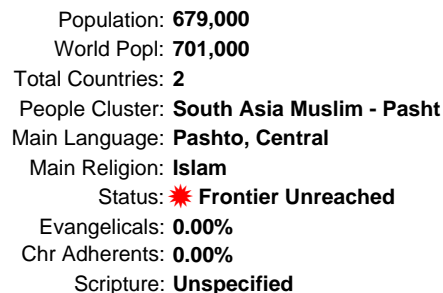 Population: 679,000
World Popl: 701,000
Total Countries: 2
People Cluster: South Asia Muslim - Pasht
Main Language: Pashto, Central
Main Religion: Islam
Status: Frontier Unreached
Evangelicals: 0.00%
Chr Adherents: 0.00%
Scripture: Unspecified